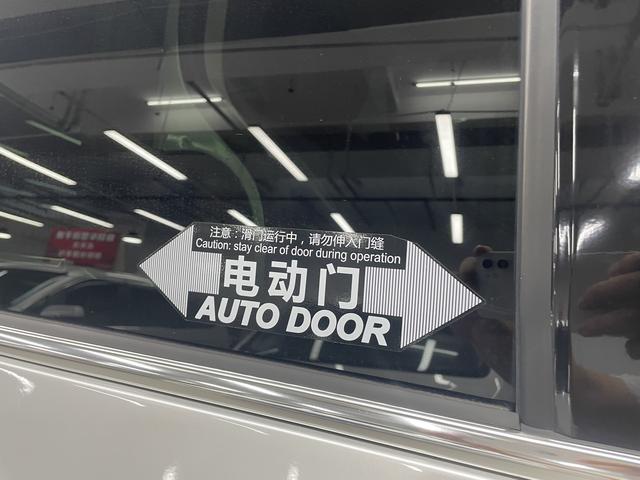 注意：滑门运行中，请勿伸入门缝
Caution: stay clear of door during operation
电动门
AUTO DOOR